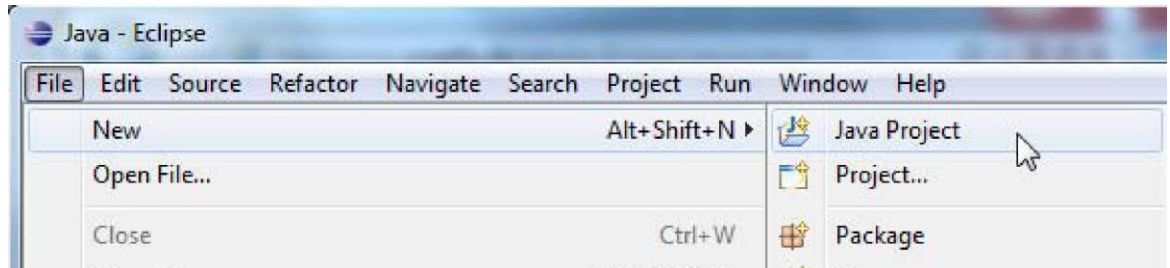 Java - Eclipse
File Edit Source Refactor Navigate Search Project Run Window Help
New Alt+Shift+N Java Project
Open File... Project...
Close Ctrl+W Package